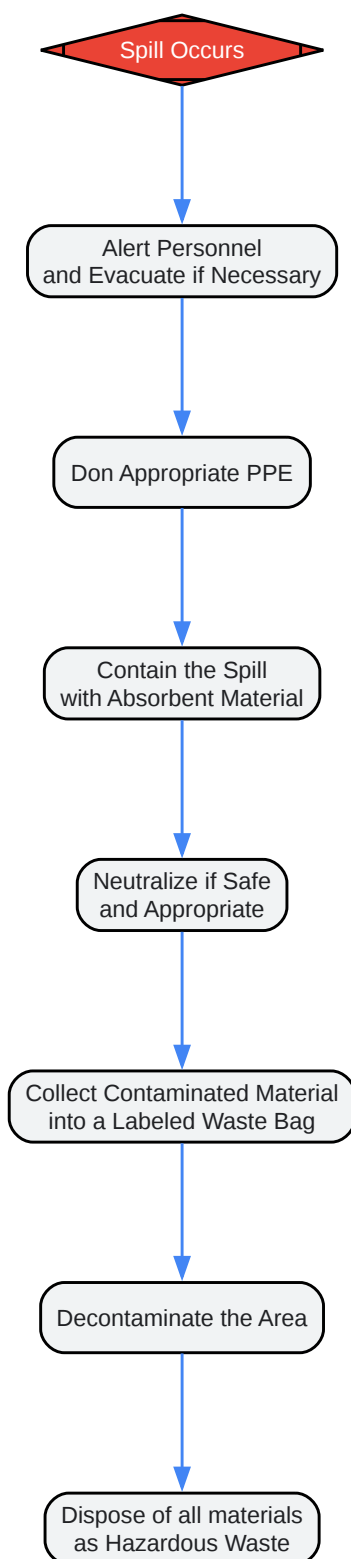 Spill Occurs
Alert Personnel
and Evacuate if Necessary
Don Appropriate PPE
Contain the Spill
with Absorbent Material
Neutralize if Safe
and Appropriate
Collect Contaminated Material
into a Labeled Waste Bag
Decontaminate the Area
Dispose of all materials
as Hazardous Waste